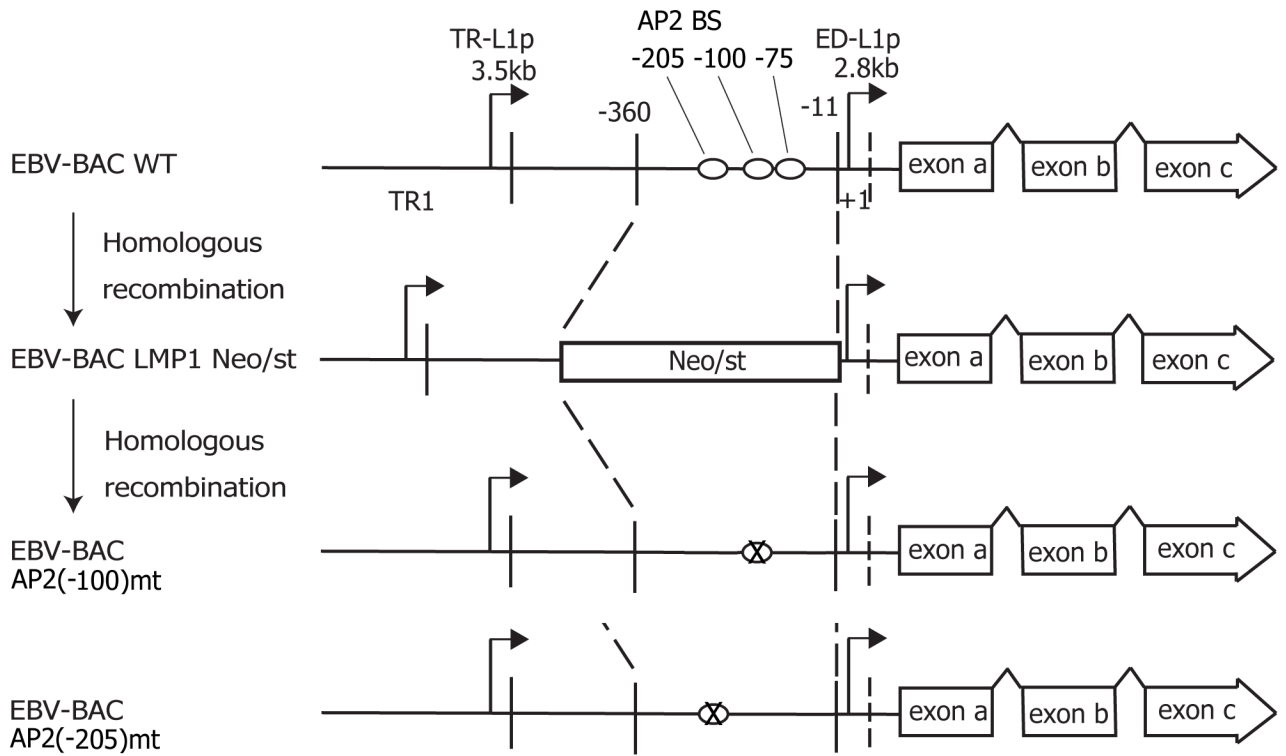 AP2 BS
TR-L1p
ED-L1p
3.5kb
-205 -100 -75
2.8kb
-360
-11
EBV-BAC WT
exon a
exon b
exon c
TR1
+1
Homologous
recombination
EBV-BAC LMP1 Neo/st
Neo/st
exon a
exon b
exon c
Homologous
recombination
EBV-BAC
AP2(-100)mt
X
exon a
exon b
exon c
EBV-BAC
AP2(-205)mt
X
exon a
exon b
exon c